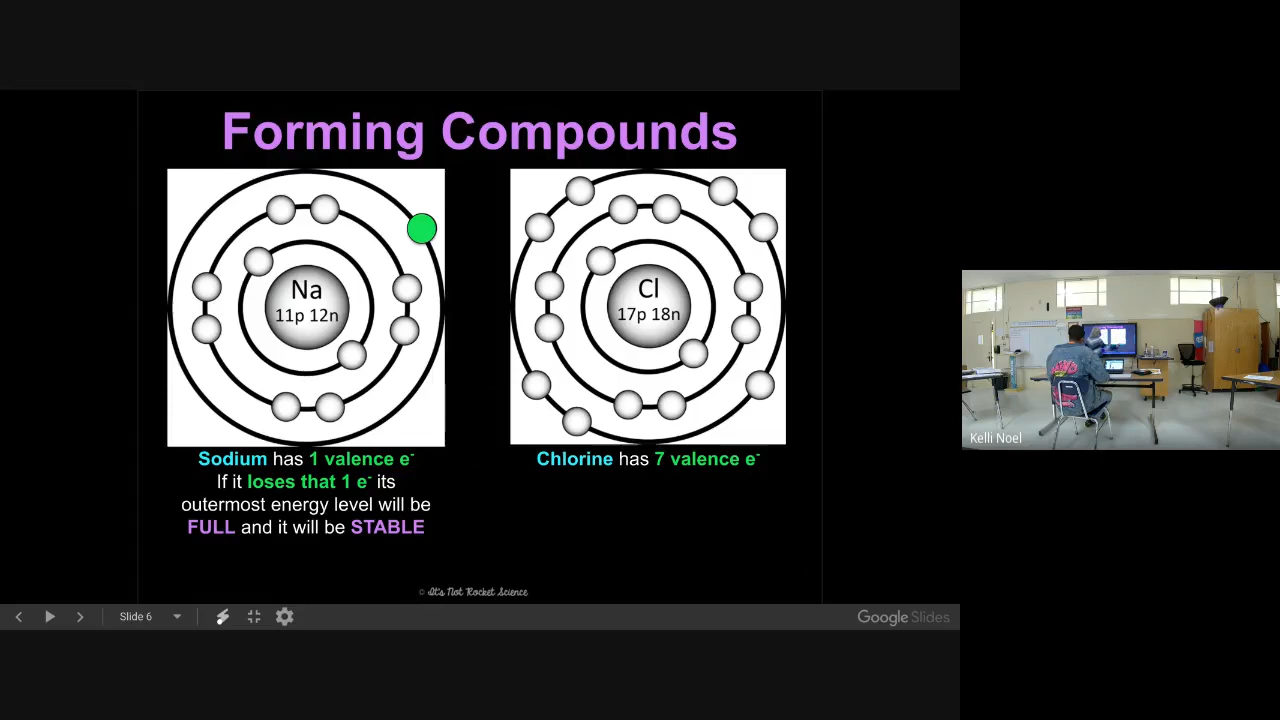 Forming Compounds
Na
11p 12n
Cl
17p 18n
Sodium has 1 valence e-
If it loses that 1 e- its
outermost energy level will be
FULL and it will be STABLE
Chlorine has 7 valence e-
© It's Not Rocket Science
Slide 6
Google Slides
Kelli Noel